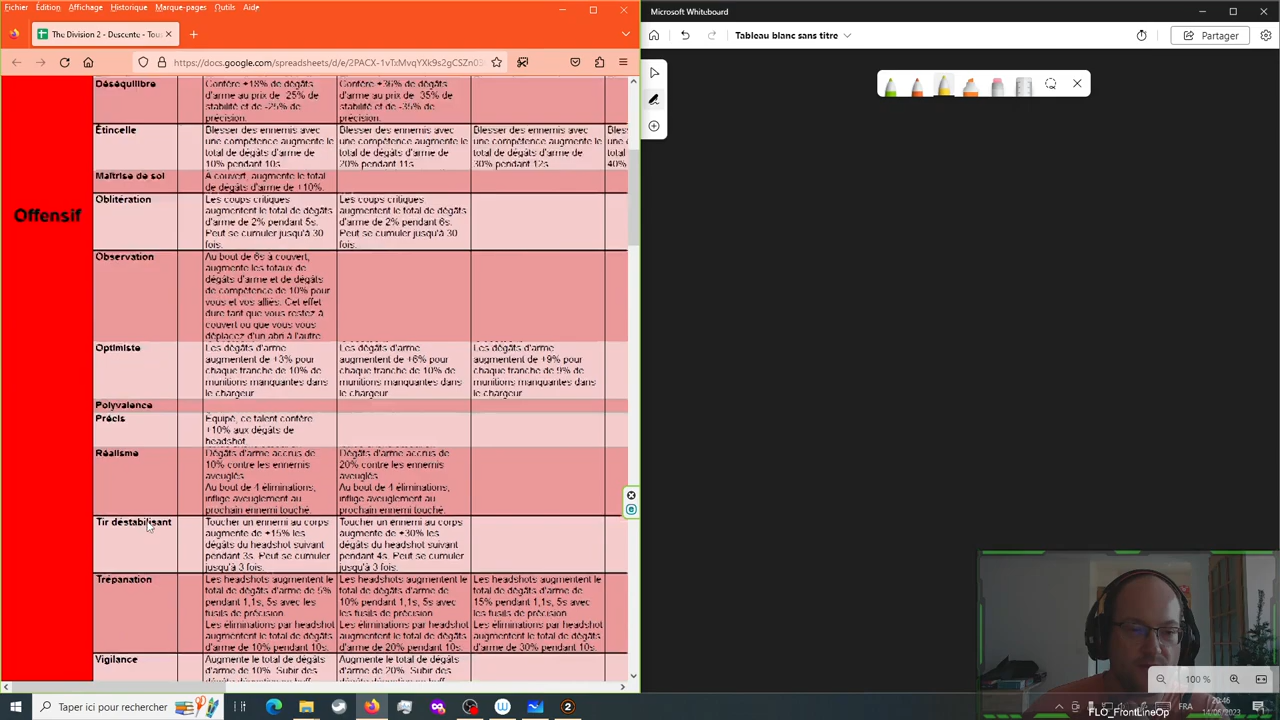 Fichier Édition Affichage Historique Marque-pages Outils Aide
The Division 2 - Descente - Tou
https://docs.google.com/spreadsheets/d/e/2PACX-1vTxMvqYXk9s2gCSZn03
Microsoft Whiteboard
Tableau blanc sans titre
Partager
Offensif
Déséquilibre
Confère +18% de dégâts
d'arme au prix de -25% de
stabilité et de -25% de
précision.
Confère +36% de dégâts
d'arme au prix de -35% de
stabilité et de -35% de
précision.
Étincelle
Blesser des ennemis avec
une compétence augmente le
total de dégâts d'arme de
10% pendant 10s.
Blesser des ennemis avec
une compétence augmente le
total de dégâts d'arme de
20% pendant 11s.
Blesser des ennemis avec
une compétence augmente le
total de dégâts d'arme de
30% pendant 12s.
Bless
une c
total
40%
Maîtrise de sol
À couvert, augmente le total
de dégâts d'arme de +10%.
Oblitération
Les coups critiques
augmentent le total de dégâts
d'arme de 2% pendant 5s.
Peut se cumuler jusqu'à 30
fois.
Les coups critiques
augmentent le total de dégâts
d'arme de 2% pendant 6s.
Peut se cumuler jusqu'à 30
fois.
Observation
Au bout de 6s à couvert,
augmente les totaux de
dégâts d'arme et de dégâts
de compétence de 10% pour
vous et vos alliés. Cet effet
dure tant que vous restez à
couvert ou que vous vous
déplacez d'un abri à l'autre.
Optimiste
Les dégâts d'arme
augmentent de +3% pour
chaque tranche de 10% de
munitions manquantes dans
le chargeur
Les dégâts d'arme
augmentent de +6% pour
chaque tranche de 10% de
munitions manquantes dans
le chargeur
Les dégâts d'arme
augmentent de +9% pour
chaque tranche de 9% de
munitions manquantes dans
le chargeur
Polyvalence
Précis
Équipé, ce talent confère
+10% aux dégâts de
headshot.
Réalisme
Dégâts d'arme accrus de
10% contre les ennemis
aveuglés
Au bout de 4 éliminations,
inflige aveuglement au
prochain ennemi touché.
Dégâts d'arme accrus de
20% contre les ennemis
aveuglés
Au bout de 4 éliminations,
inflige aveuglement au
prochain ennemi touché.
Tir déstabilisant
Toucher un ennemi au corps
augmente de +15% les
dégâts du headshot suivant
pendant 3s. Peut se cumuler
jusqu'à 3 fois.
Toucher un ennemi au corps
augmente de +30% les
dégâts du headshot suivant
pendant 4s. Peut se cumuler
jusqu'à 3 fois.
Trépanation
Les headshots augmentent le
total de dégâts d'arme de 5%
pendant 1,1s, 5s avec les
fusils de précision
Les éliminations par headshot
augmentent le total de dégâts
d'arme de 10% pendant 10s.
Les headshots augmentent le
total de dégâts d'arme de
10% pendant 1,1s, 5s avec
les fusils de précision
Les éliminations par headshot
augmentent le total de dégâts
d'arme de 20% pendant 10s.
Les headshots augmentent le
total de dégâts d'arme de
15% pendant 1,1s, 5s avec
les fusils de précision
Les éliminations par headshot
augmentent le total de dégâts
d'arme de 30% pendant 10s.
Vigilance
Augmente le total de dégâts
d'arme de 10%. Subir des
Augmente le total de dégâts
d'arme de 20%. Subir des
100 %
Taper ici pour rechercher
FRA
20:46
14/06/2023
FLO_FrontLineOp